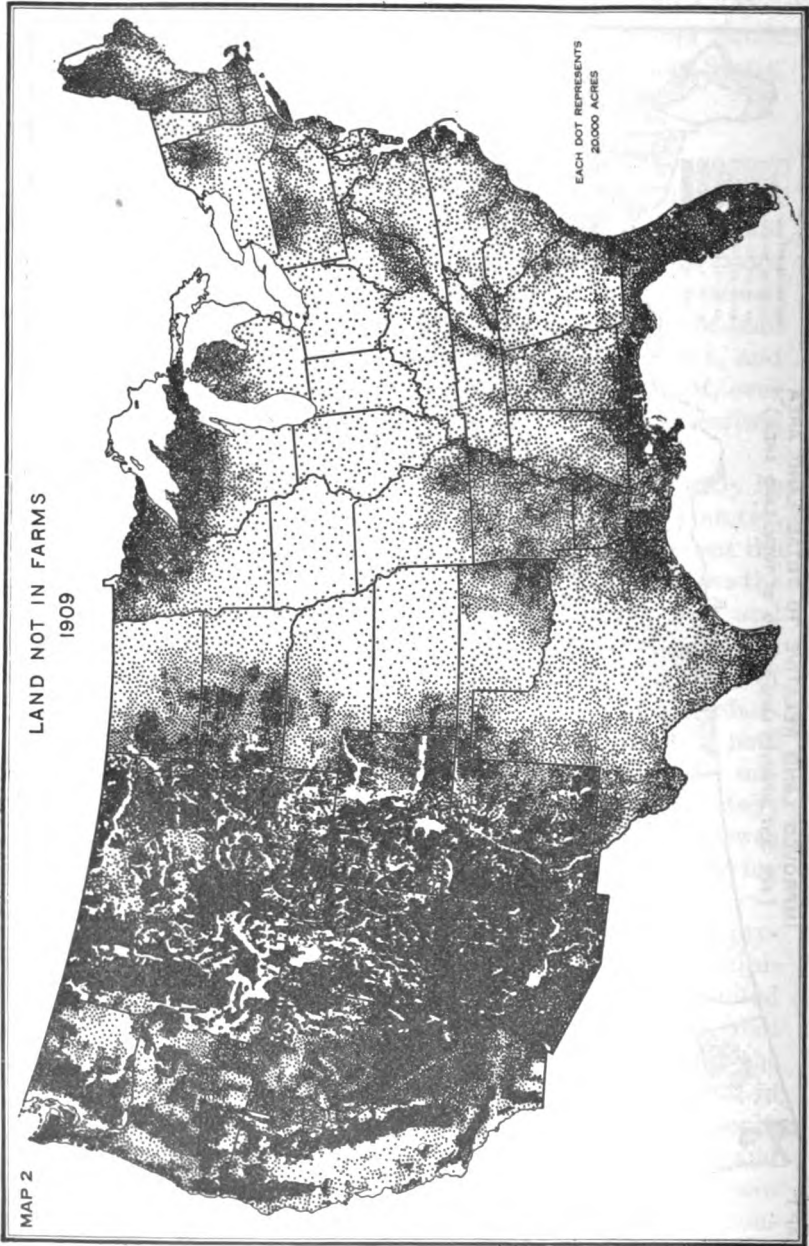 MAP 2
LAND NOT IN FARMS
1909
EACH DOT REPRESENTS
20,000 ACRES